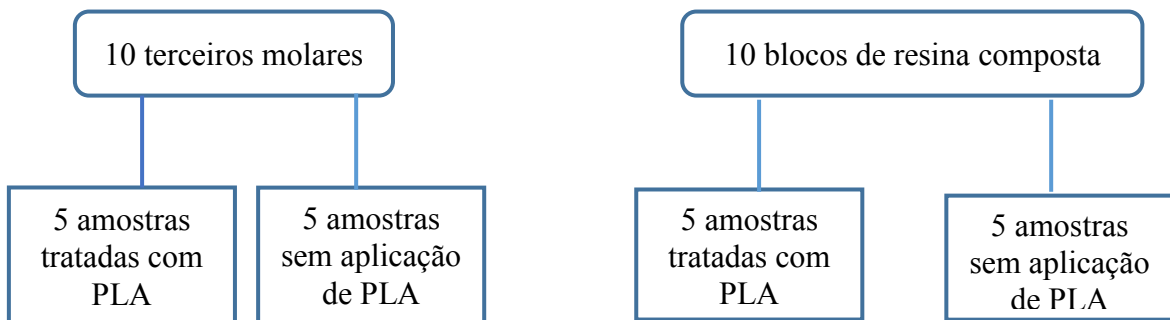 10 terceiros molares
10 blocos de resina composta
5 amostras
tratadas com
PLA
5 amostras
sem aplicação
de PLA
5 amostras
tratadas com
PLA
5 amostras
sem aplicação
de PLA